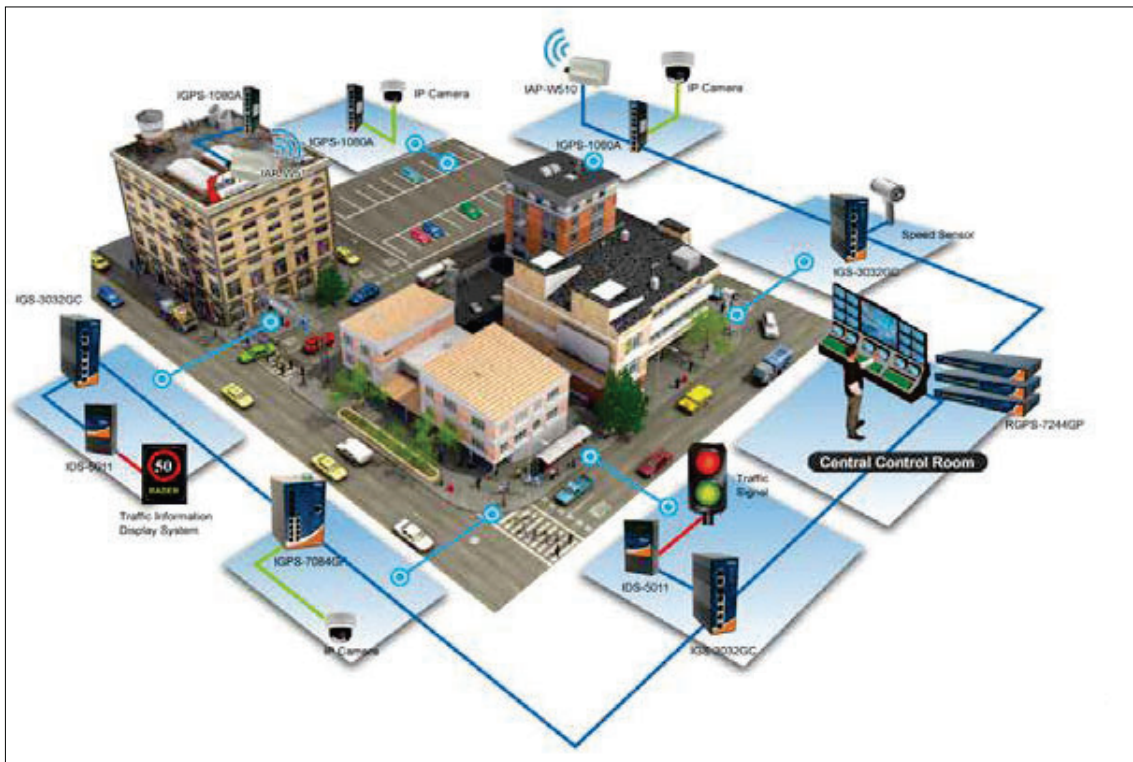 IAP-W510
IP Camera
IGPS-1080A
IP Camera
IGPS-1080A
IGPS-1080A
Speed Sensor
IGS-3032GC
IGS-3032GC
RGPS-7244GP
Central Control Room
Traffic
Signal
IDS-5011
50
RADER
Traffic Information
Display System
IGPS-7084GP
IDS-5011
IGS-3032GC
IP Camera